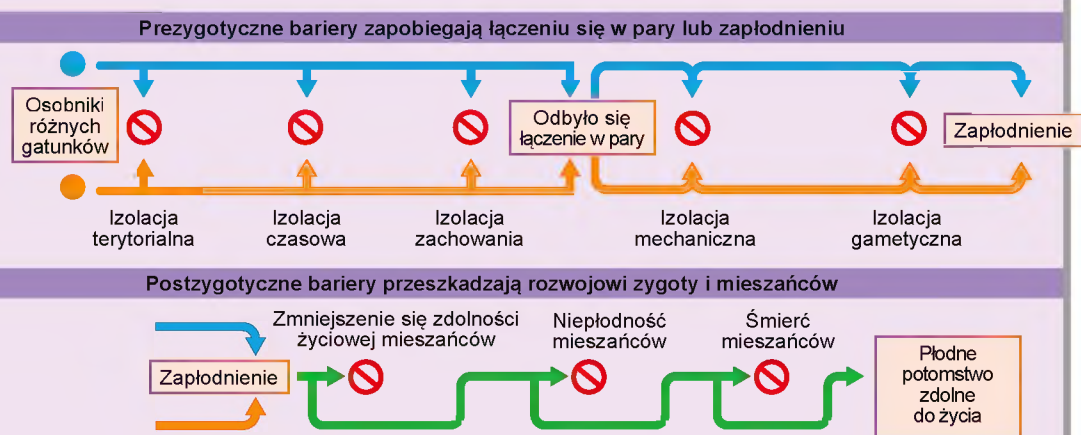 Prezygotyczne bariery zapobiegają łączeniu się w pary lub zapłodnieniu
Osobniki
różnych
gatunków
Odbyło się
łączenie w pary
Zapłodnienie
Izolacja
terytorialna
Izolacja
czasowa
Izolacja
zachowania
Izolacja
mechaniczna
Izolacja
gametyczna
Postzygotyczne bariery przeszkadzają rozwojowi zygoty i mieszańców
Zapłodnienie
Zmniejszenie się zdolności
życiowej mieszańców
Niepłodność
mieszańców
Śmierć
mieszańców
Płodne
potomstwo
zdolne
do życia